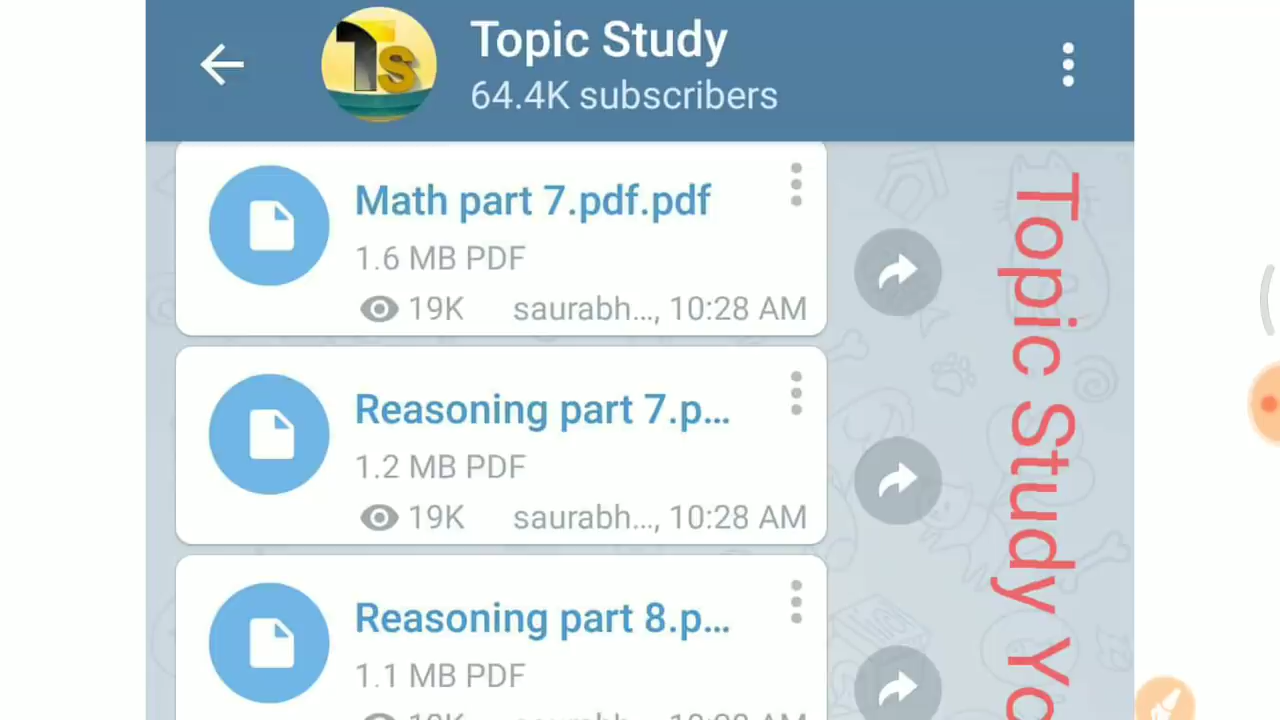 Topic Study
64.4K subscribers
Ts
Math part 7.pdf.pdf
1.6 MB PDF
19K saurabh..., 10:28 AM
Reasoning part 7.p...
1.2 MB PDF
19K saurabh..., 10:28 AM
Reasoning part 8.p...
1.1 MB PDF
Topic Study Yo